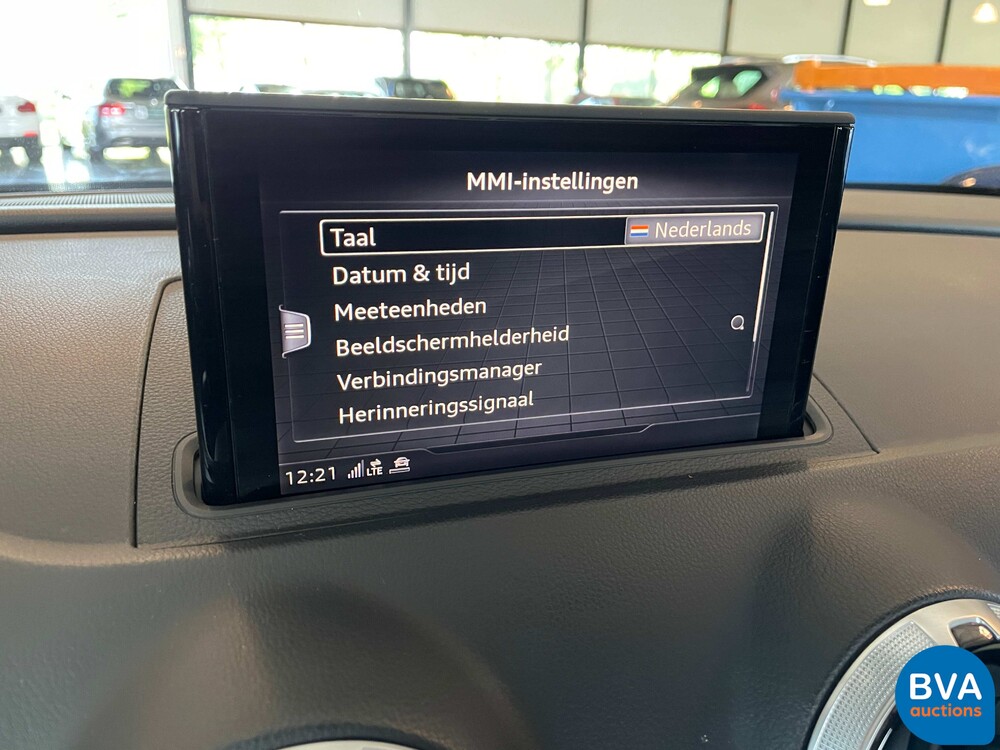 MMI-instellingen
Taal Nederlands
Datum & tijd
Meeteenheden
Beeldschermhelderheid
Verbindingsmanager
Herinneringssignaal
12:21 LTE
BVA
auctions